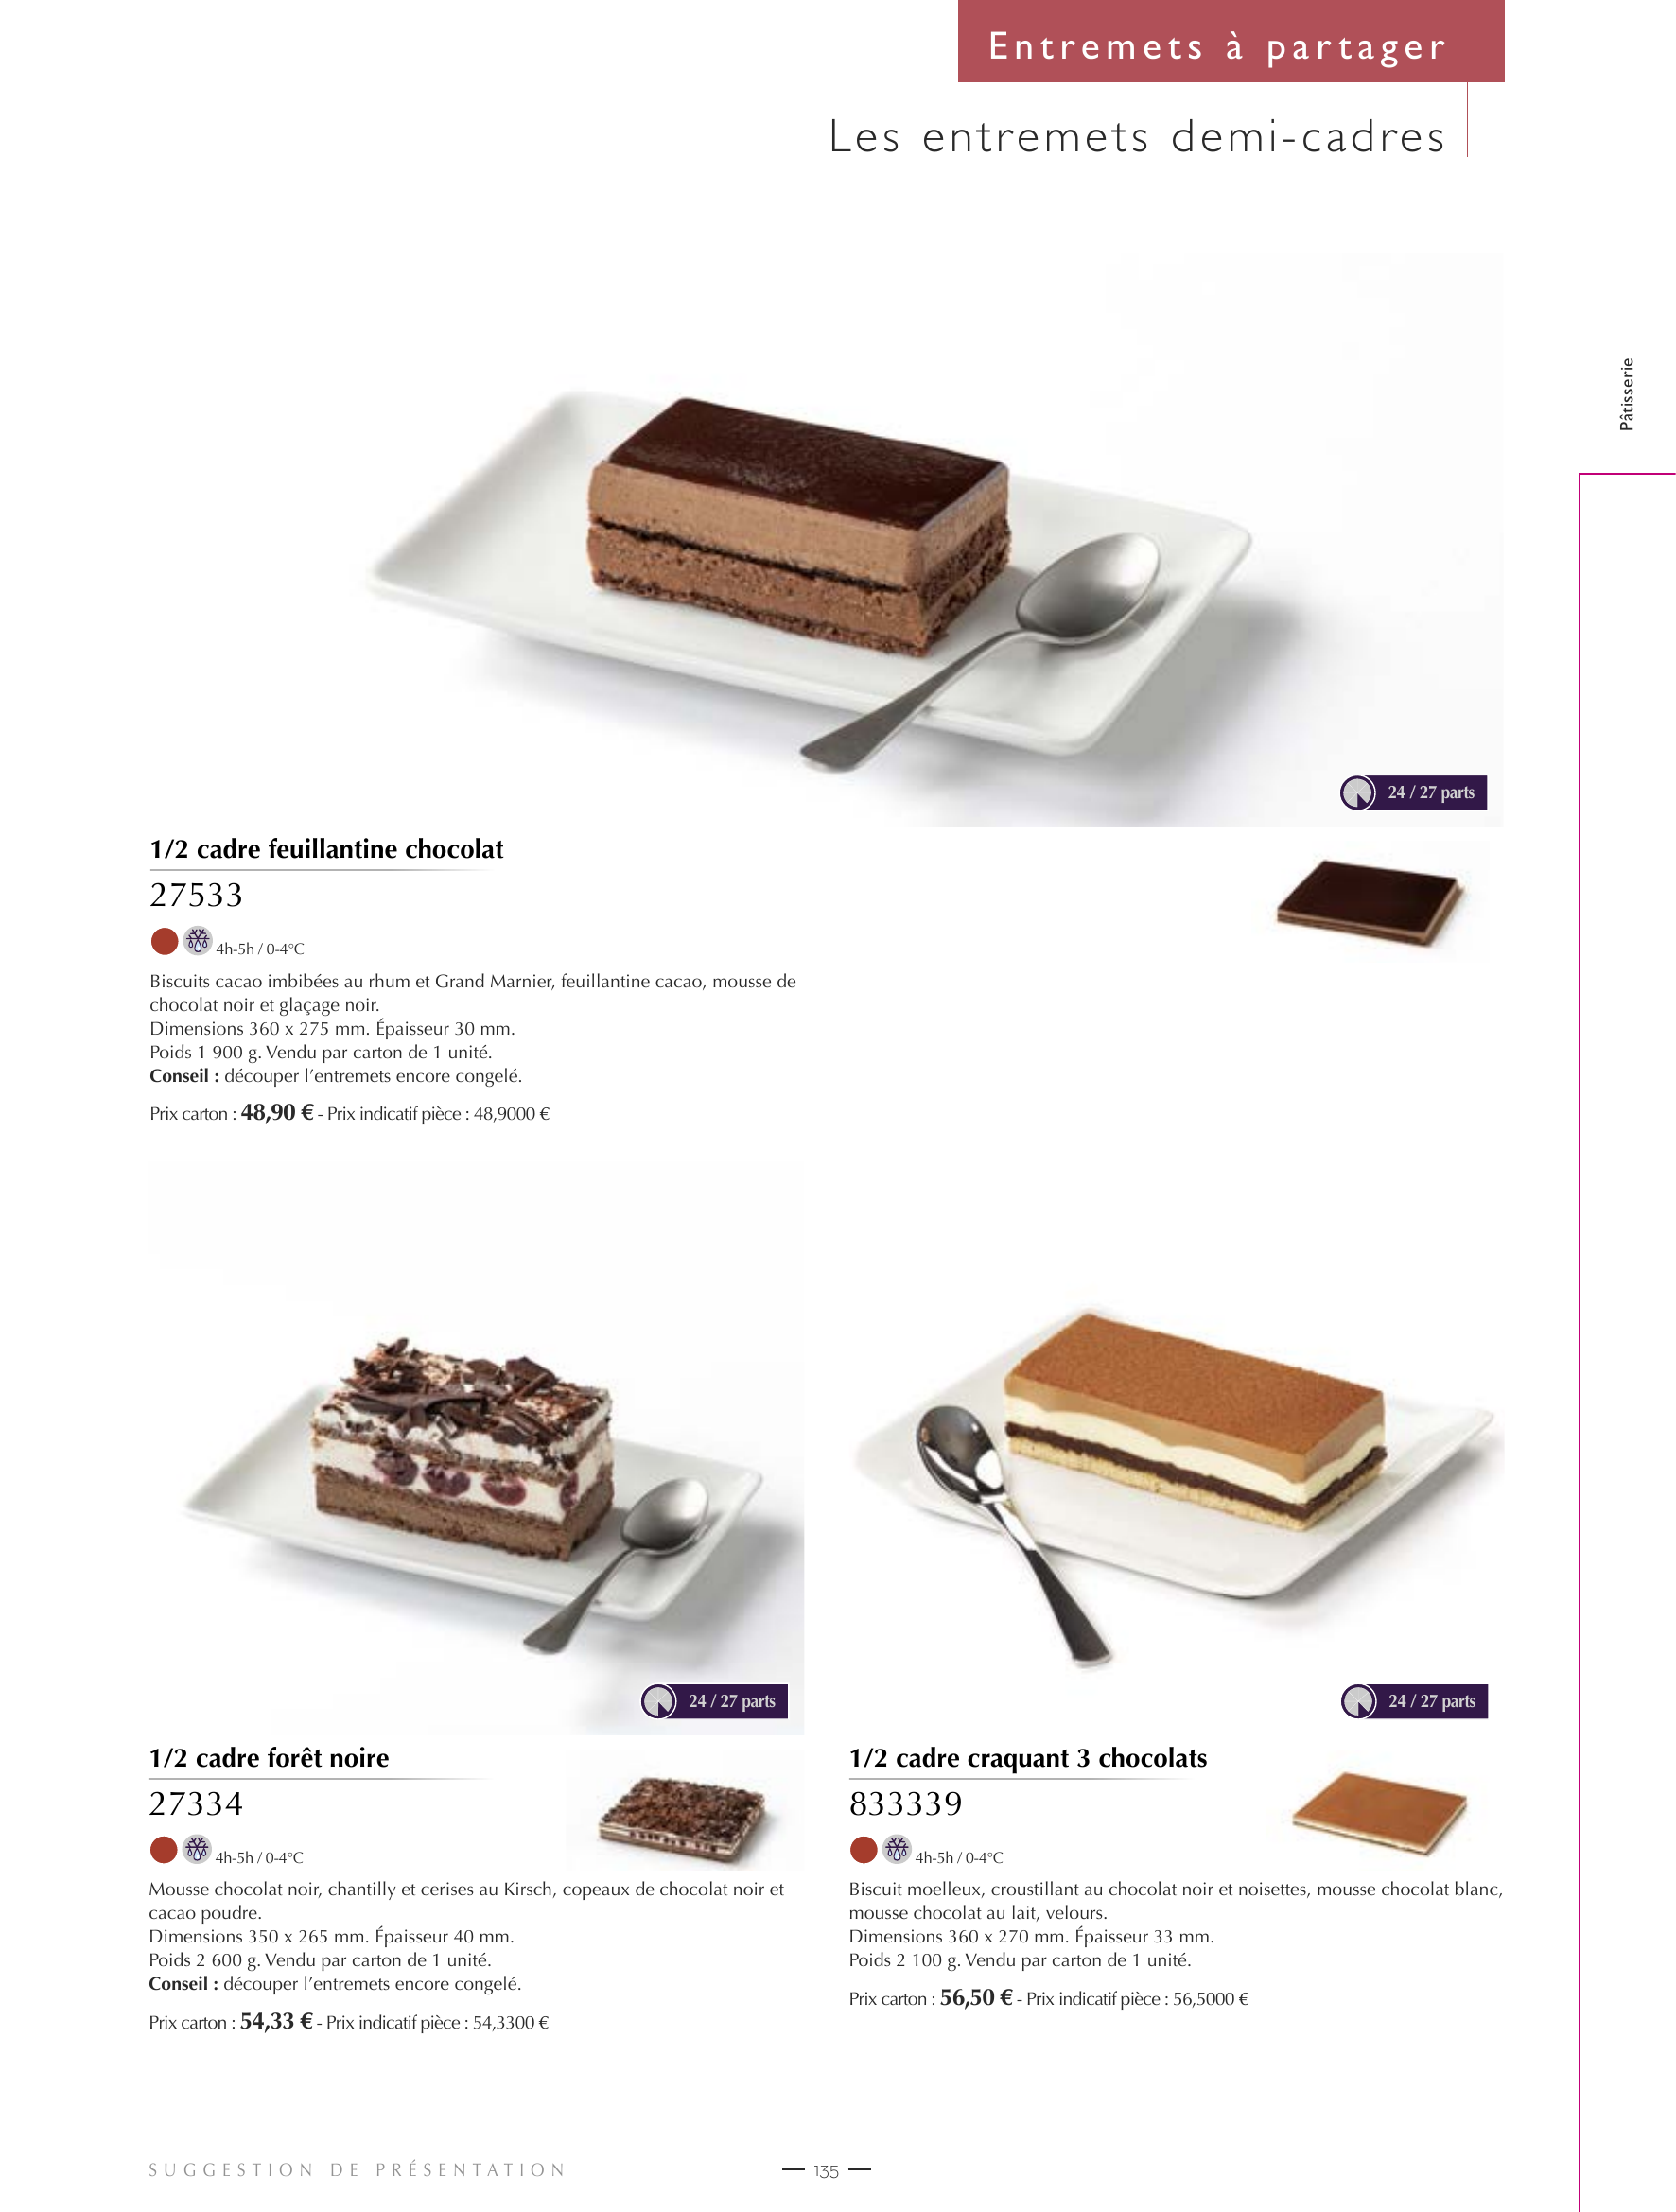 Entremets à partager
Les entremets demi-cadres
Pâtisserie
24 / 27 parts
1/2 cadre feuillantine chocolat
27533
4h-5h / 0-4°C
Biscuits cacao imbibées au rhum et Grand Marnier, feuillantine cacao, mousse de
chocolat noir et glaçage noir.
Dimensions 360 x 275 mm. Épaisseur 30 mm.
Poids 1 900 g. Vendu par carton de 1 unité.
Conseil : découper l'entremets encore congelé.
Prix carton : 48,90 € - Prix indicatif pièce : 48,9000 €
24 / 27 parts
1/2 cadre forêt noire
27334
4h-5h / 0-4°C
Mousse chocolat noir, chantilly et cerises au Kirsch, copeaux de chocolat noir et
cacao poudre.
Dimensions 350 x 265 mm. Épaisseur 40 mm.
Poids 2 600 g. Vendu par carton de 1 unité.
Conseil : découper l'entremets encore congelé.
Prix carton : 54,33 € - Prix indicatif pièce : 54,3300 €
24 / 27 parts
1/2 cadre craquant 3 chocolats
833339
4h-5h / 0-4°C
Biscuit moelleux, croustillant au chocolat noir et noisettes, mousse chocolat blanc,
mousse chocolat au lait, velours.
Dimensions 360 x 270 mm. Épaisseur 33 mm.
Poids 2 100 g. Vendu par carton de 1 unité.
Prix carton : 56,50 € - Prix indicatif pièce : 56,5000 €
SUGGESTION DE PRÉSENTATION
— 135 —